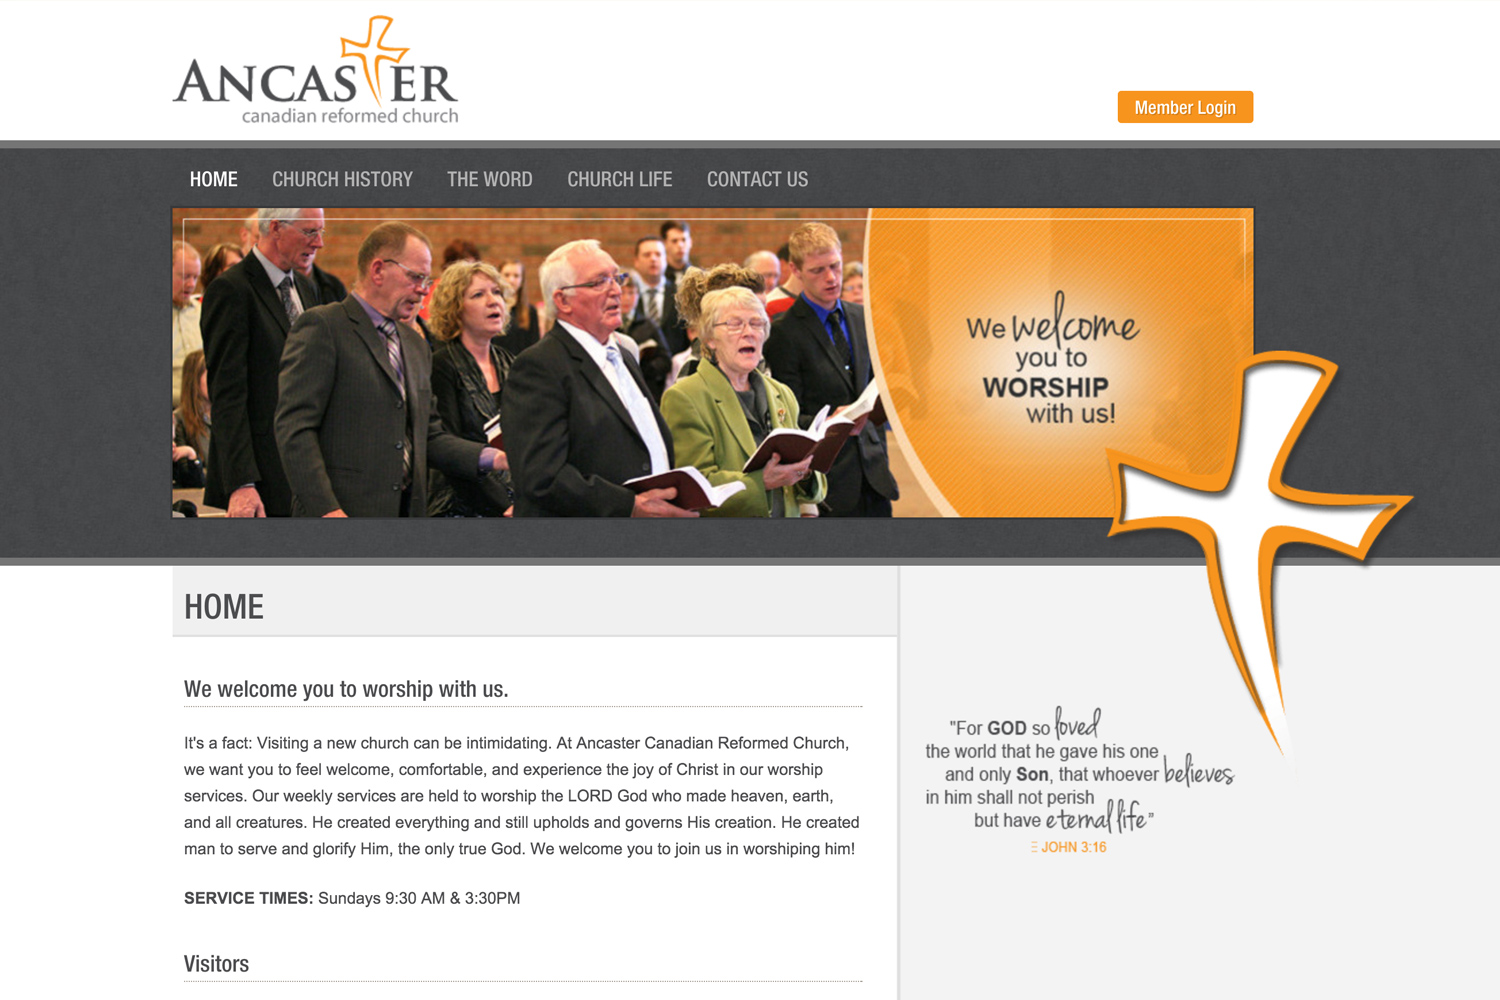 ANCASTER
canadian reformed church
Member Login
HOME CHURCH HISTORY THE WORD CHURCH LIFE CONTACT US
We welcome
you to
WORSHIP
with us!
HOME
We welcome you to worship with us.
It's a fact: Visiting a new church can be intimidating. At Ancaster Canadian Reformed Church,
we want you to feel welcome, comfortable, and experience the joy of Christ in our worship
services. Our weekly services are held to worship the LORD God who made heaven, earth,
and all creatures. He created everything and still upholds and governs His creation. He created
man to serve and glorify Him, the only true God. We welcome you to join us in worshiping him!
SERVICE TIMES: Sundays 9:30 AM & 3:30PM
Visitors
"For GOD so loved
the world that he gave his one
and only Son, that whoever believes
in him shall not perish
but have eternal life"
JOHN 3:16